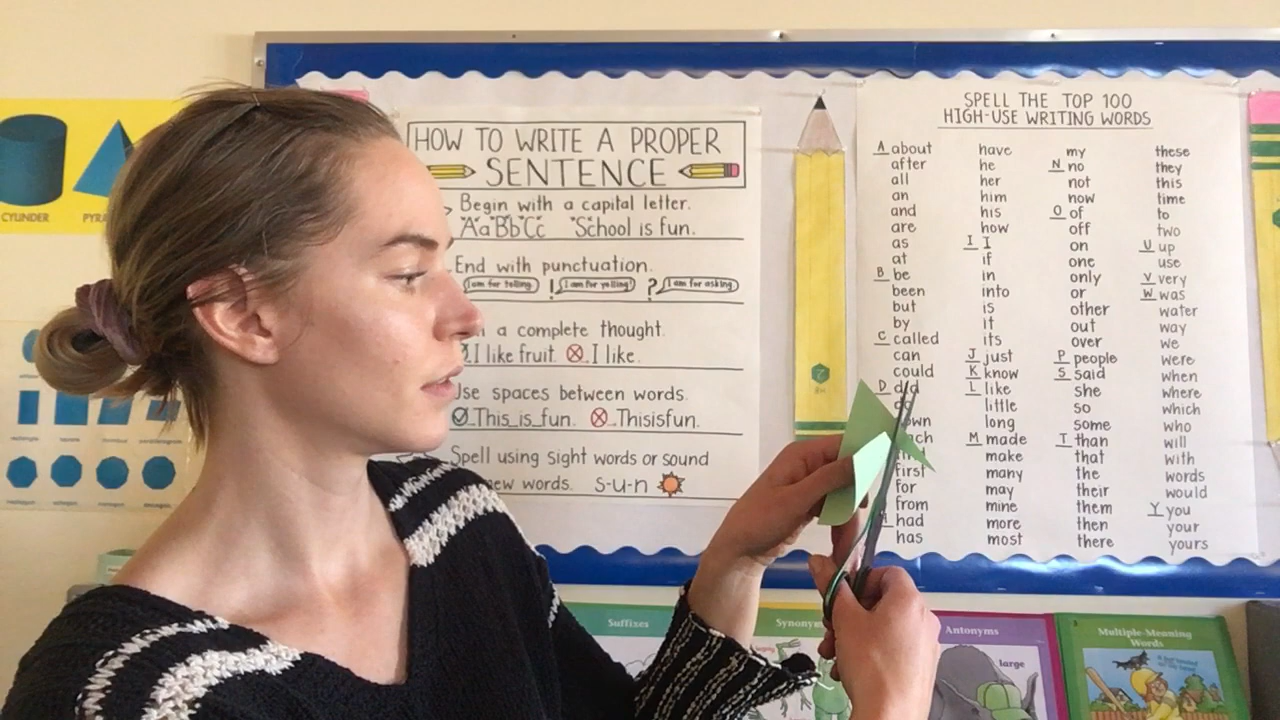 CYLINDER
PYRA
HOW TO WRITE A PROPER
SENTENCE
Begin with a capital letter.
Aa Bb Cc "School is fun.
End with punctuation.
I am for telling. ! I am for yelling! ? I am for asking.
a complete thought.
I like fruit. I like.
Use spaces between words.
This_is_fun. Thisisfun.
Spell using sight words or sound
new words. s-u-n
SPELL THE TOP 100
HIGH-USE WRITING WORDS
A about
after
all
an
and
are
as
at
B be
been
but
by
C called
can
could
D did
own
ach
first
for
from
had
has
have
he
her
him
his
how
I I
if
in
into
is
it
its
J just
K know
L like
little
long
M made
make
many
may
mine
more
most
my
N no
not
now
O of
off
on
one
only
or
other
out
over
P people
S said
she
so
some
T than
that
the
their
them
then
there
these
they
this
time
to
two
U up
use
V very
W was
water
way
we
were
when
where
which
who
will
with
words
would
Y you
your
yours
Suffixes
Synonym
Antonyms
large
Multiple-Meaning
Words